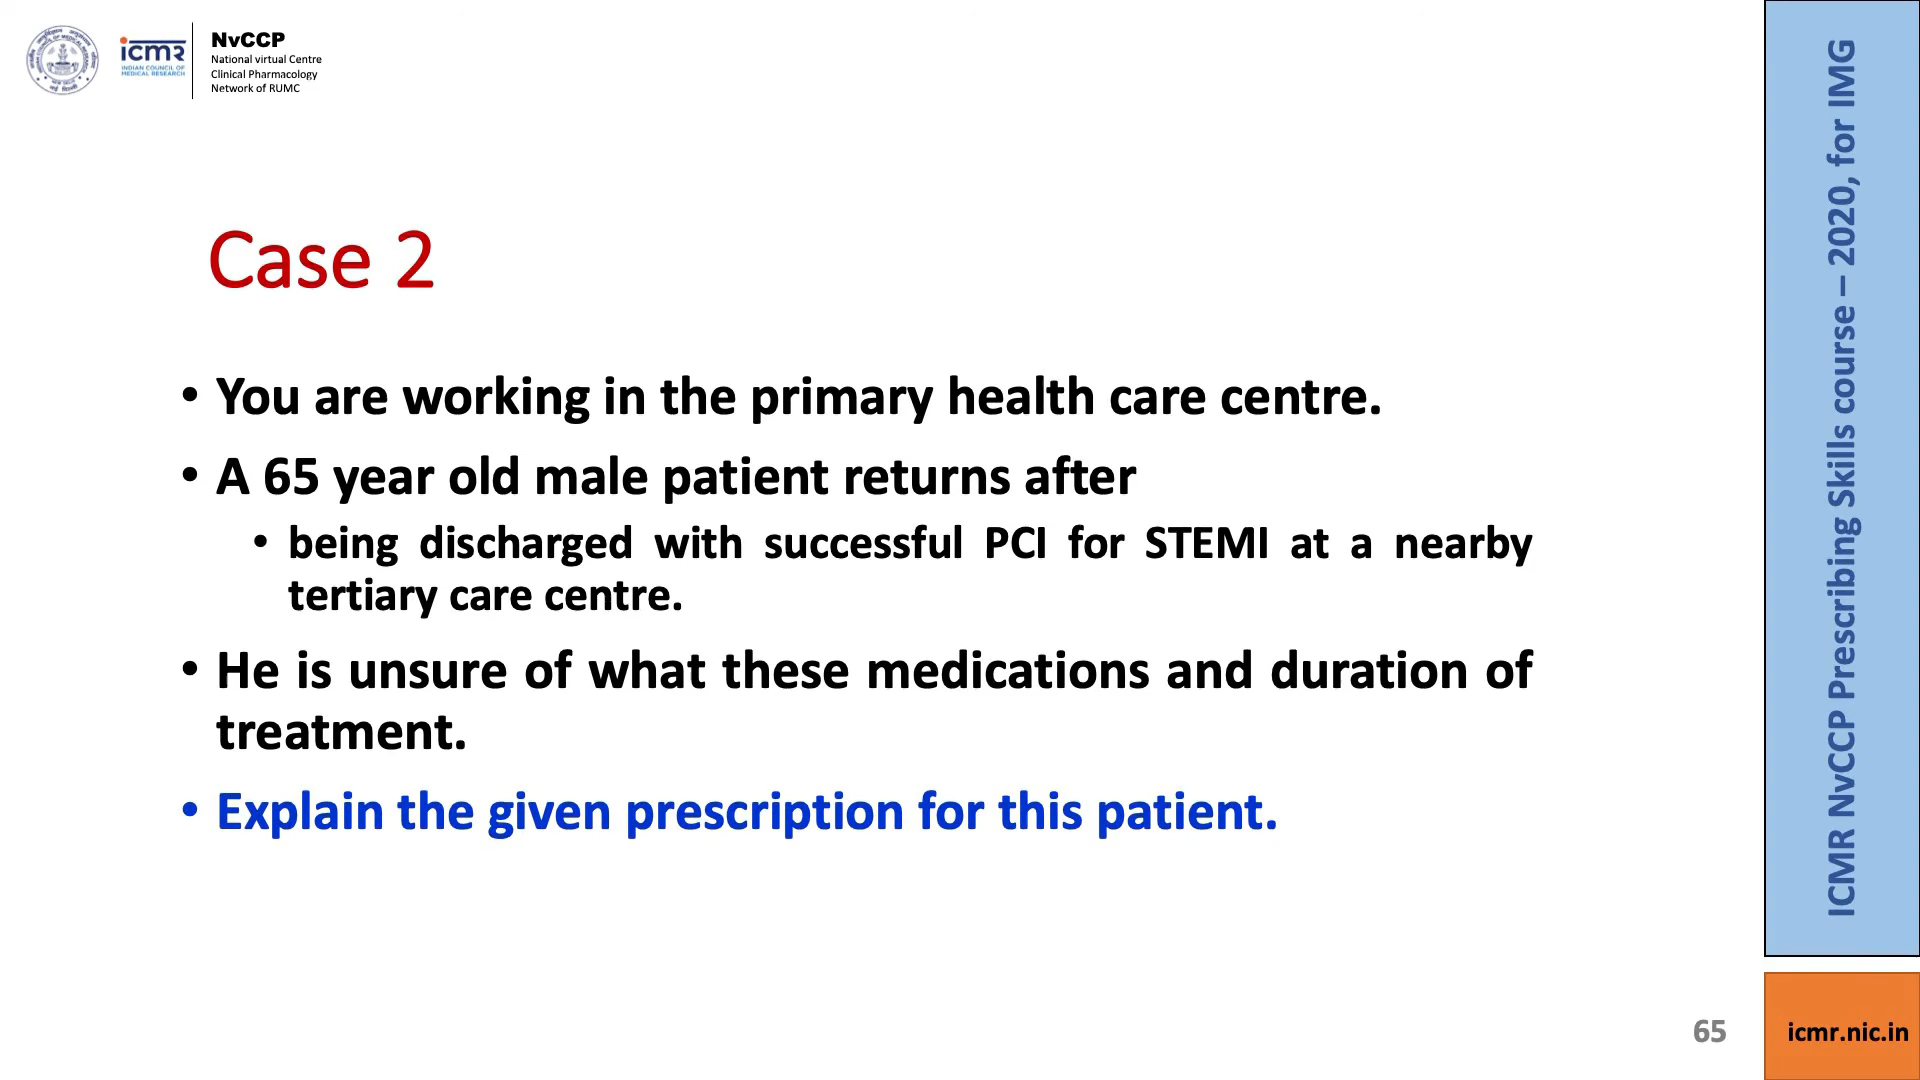 icmr
INDIAN COUNCIL OF
MEDICAL RESEARCH
NvCCP
National virtual Centre
Clinical Pharmacology
Network of RUMC
Case 2
• You are working in the primary health care centre.
• A 65 year old male patient returns after
• being discharged with successful PCI for STEMI at a nearby
tertiary care centre.
• He is unsure of what these medications and duration of
treatment.
• Explain the given prescription for this patient.
ICMR NvCCP Prescribing Skills course – 2020, for IMG
65
icmr.nic.in